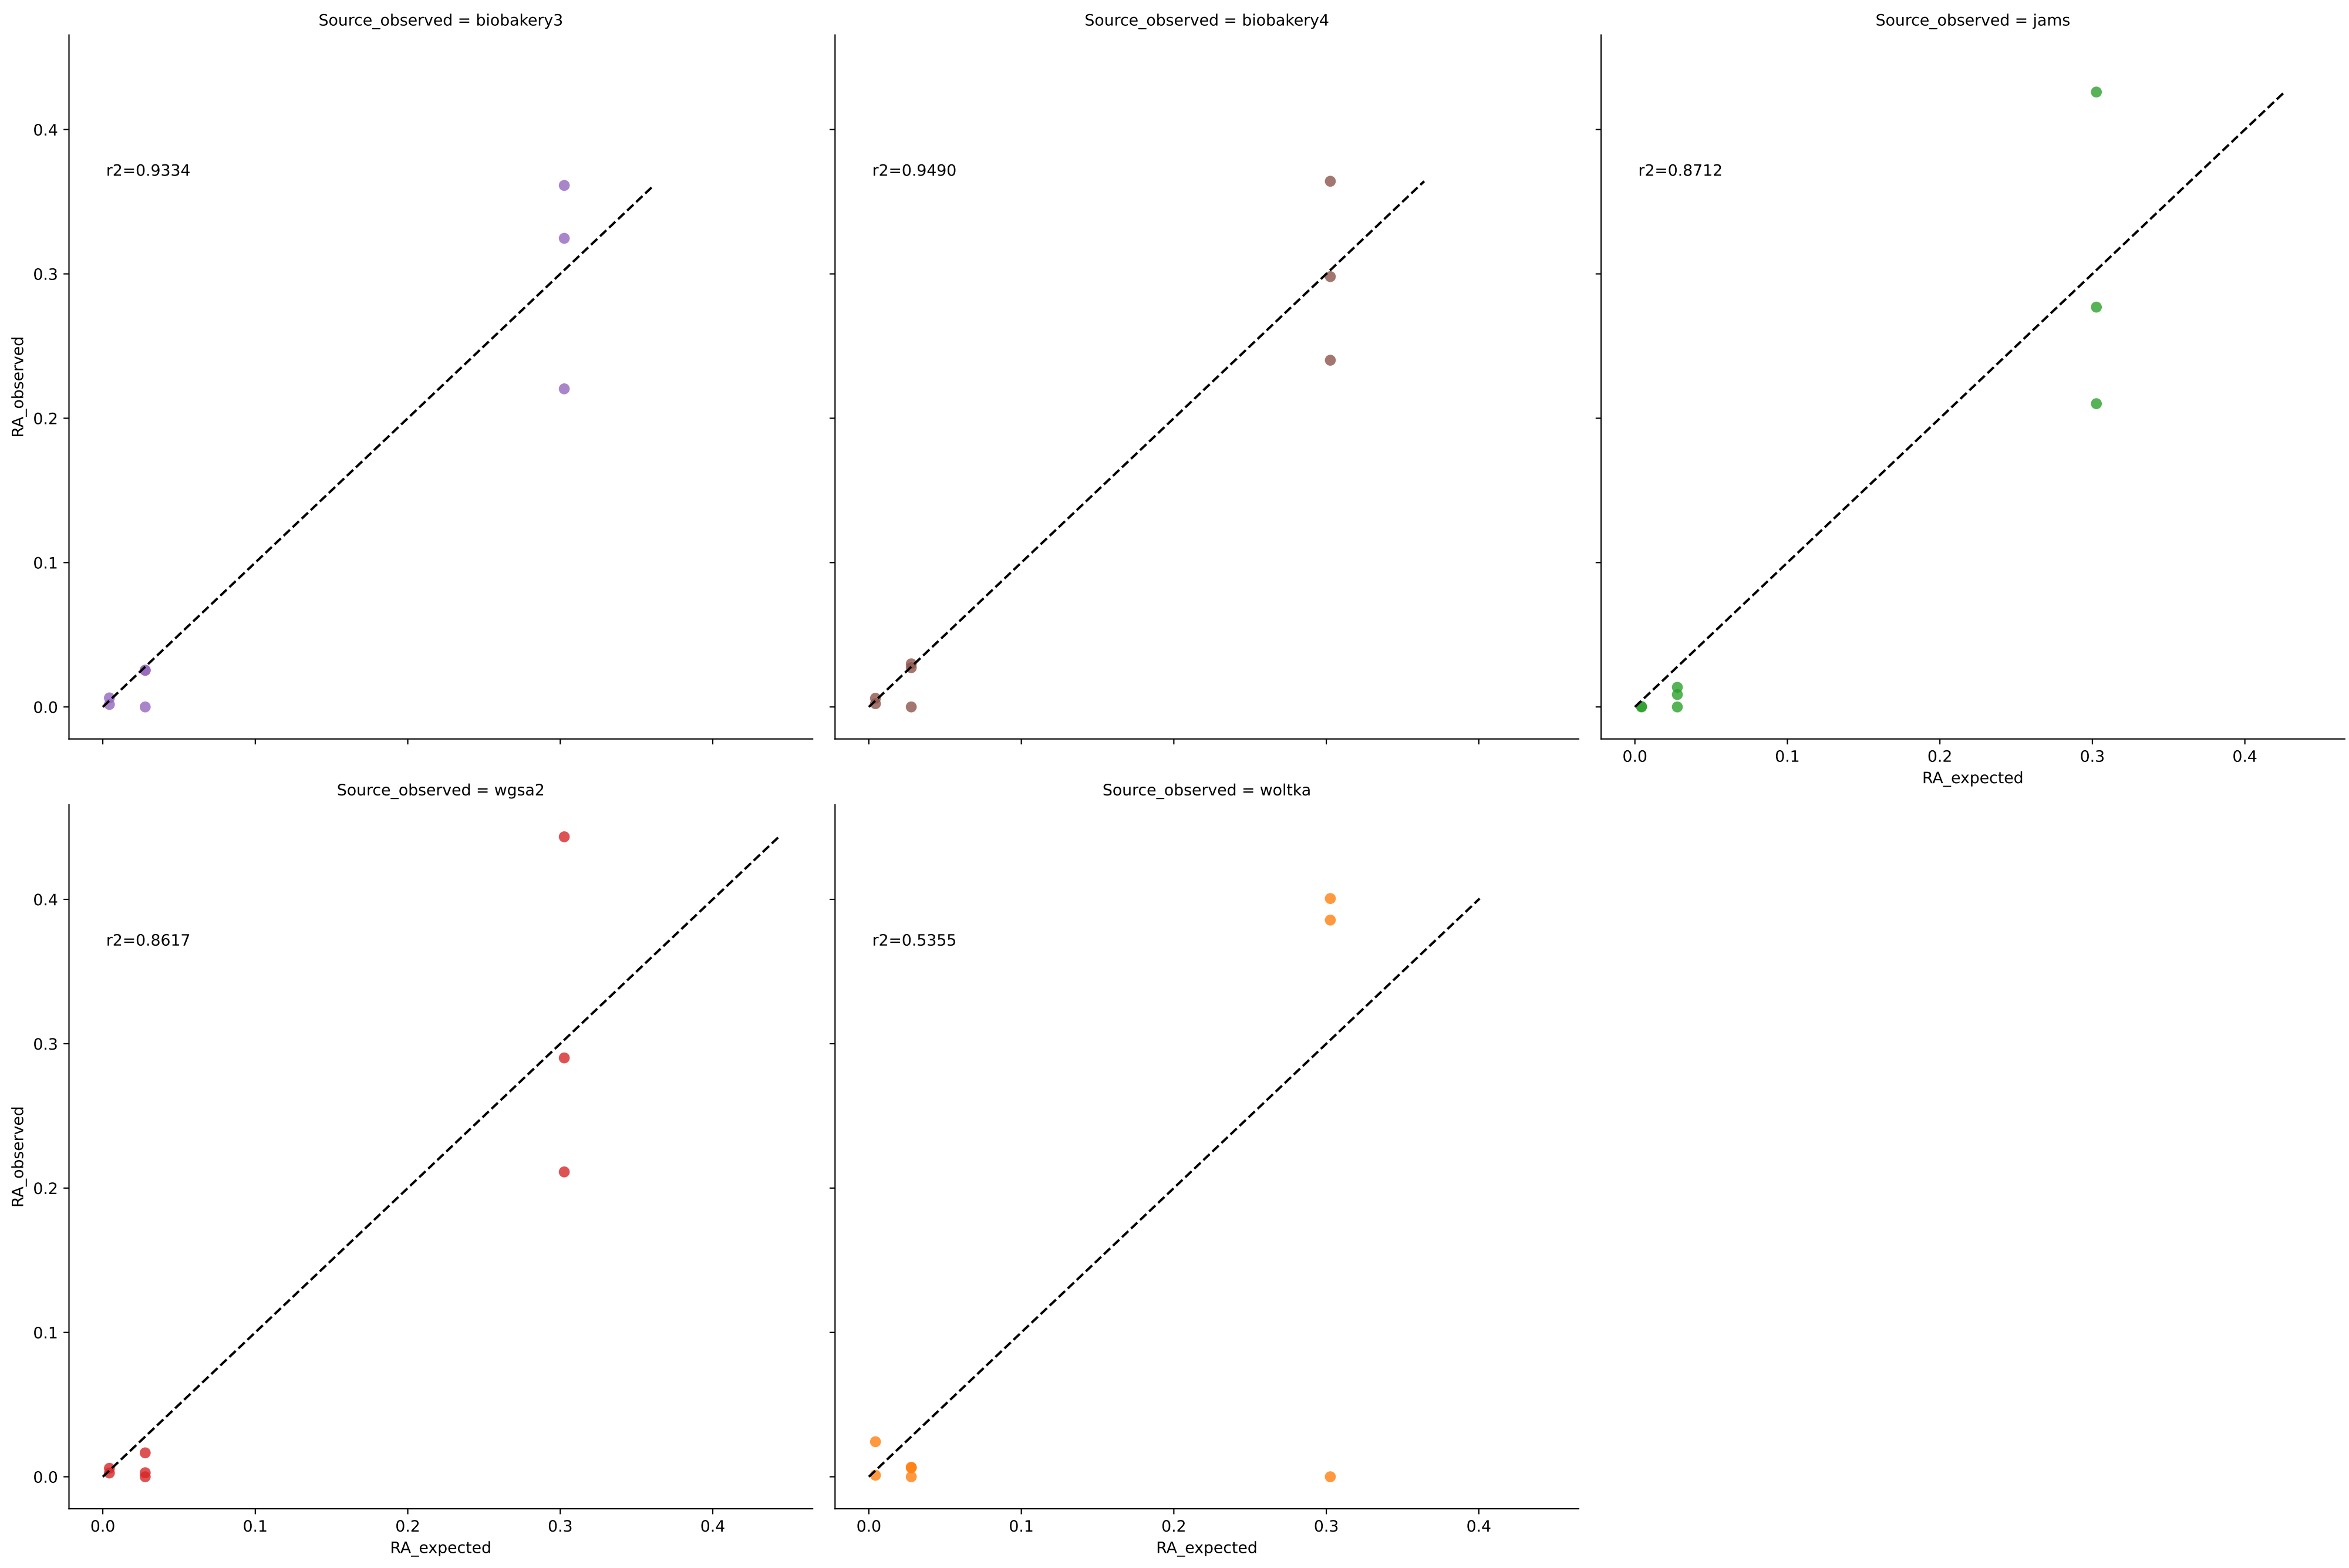 Source_observed = biobakery3
Source_observed = biobakery4
Source_observed = jams
RA_observed
0.4
0.3
0.2
0.1
0.0
r2=0.9334
r2=0.9490
r2=0.8712
0.0 0.1 0.2 0.3 0.4
RA_expected
Source_observed = wgsa2
Source_observed = woltka
RA_observed
0.4
0.3
0.2
0.1
0.0
r2=0.8617
r2=0.5355
0.0 0.1 0.2 0.3 0.4
RA_expected
0.0 0.1 0.2 0.3 0.4
RA_expected